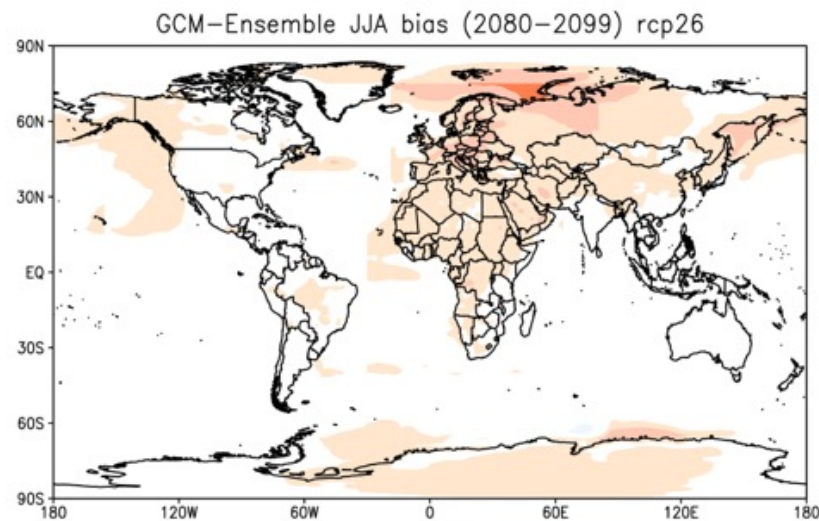 GCM-Ensemble JJA bias (2080-2099) rcp26
90N
60N
30N
EQ
30S
60S
90S
180 120W 60W 0 60E 120E 180